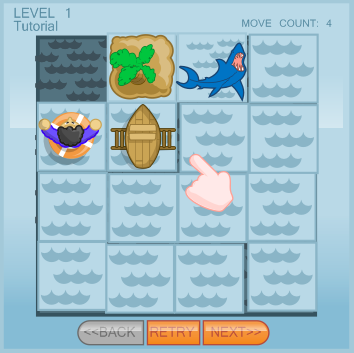 LEVEL 1
Tutorial
MOVE COUNT: 4
<<BACK RETRY NEXT>>